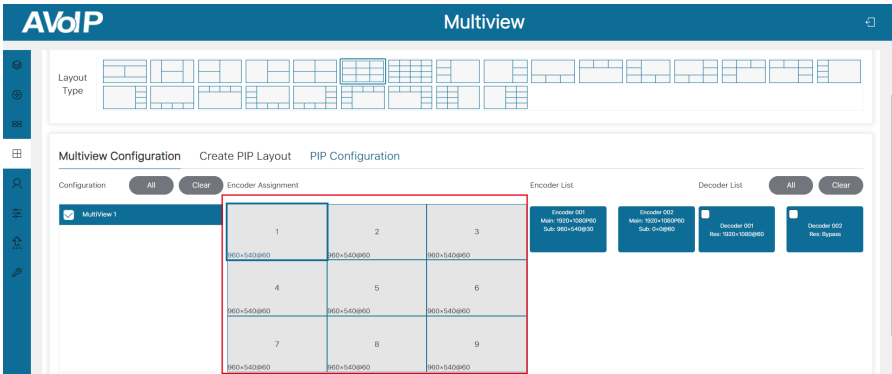 AVoIP
Multiview
Layout
Type
Multiview Configuration Create PIP Layout PIP Configuration
Configuration All Clear Encoder Assignment Encoder List Decoder List All Clear
MultiView 1
1 2 3
960×540@60 960×540@60 960×540@60
4 5 6
960×540@60 960×540@60 960×540@60
7 8 9
960×540@60 960×540@60 960×540@60
Encoder 001
Main: 1920×1080P60
Sub: 960×540@30
Encoder 002
Main: 1920×1080P60
Sub: 0×0@60
Decoder 001
Res: 1920×1080@60
Decoder 002
Res: Bypass